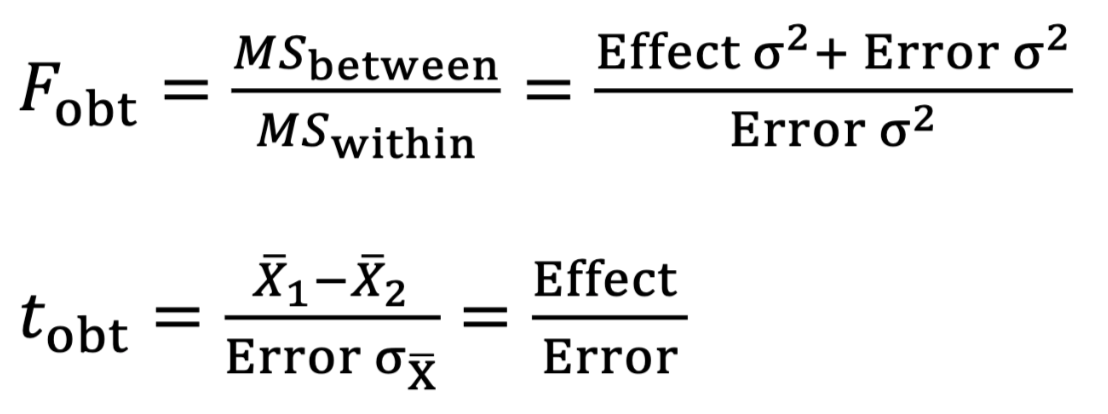 F_obt = MS_between / MS_within = Effect σ² + Error σ² / Error σ²
t_obt = X̄₁−X̄₂ / Error σ_X̄ = Effect / Error